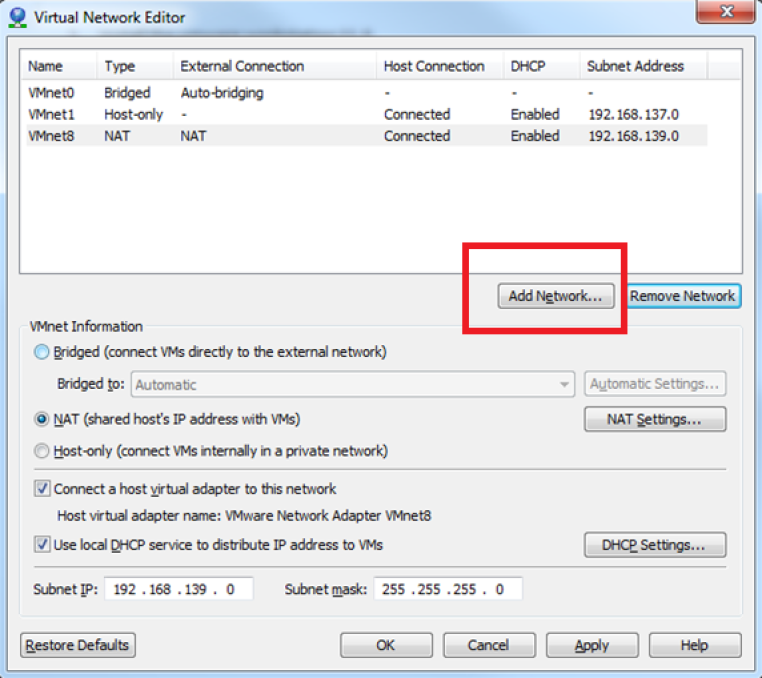 Virtual Network Editor
Name Type External Connection Host Connection DHCP Subnet Address
VMnet0 Bridged Auto-bridging - - -
VMnet1 Host-only - Connected Enabled 192.168.137.0
VMnet8 NAT NAT Connected Enabled 192.168.139.0
Add Network... Remove Network
VMnet Information
Bridged (connect VMs directly to the external network)
Bridged to: Automatic Automatic Settings...
NAT (shared host's IP address with VMs) NAT Settings...
Host-only (connect VMs internally in a private network)
Connect a host virtual adapter to this network
Host virtual adapter name: VMware Network Adapter VMnet8
Use local DHCP service to distribute IP address to VMs DHCP Settings...
Subnet IP: 192 . 168 . 139 . 0 Subnet mask: 255 . 255 . 255 . 0
Restore Defaults OK Cancel Apply Help